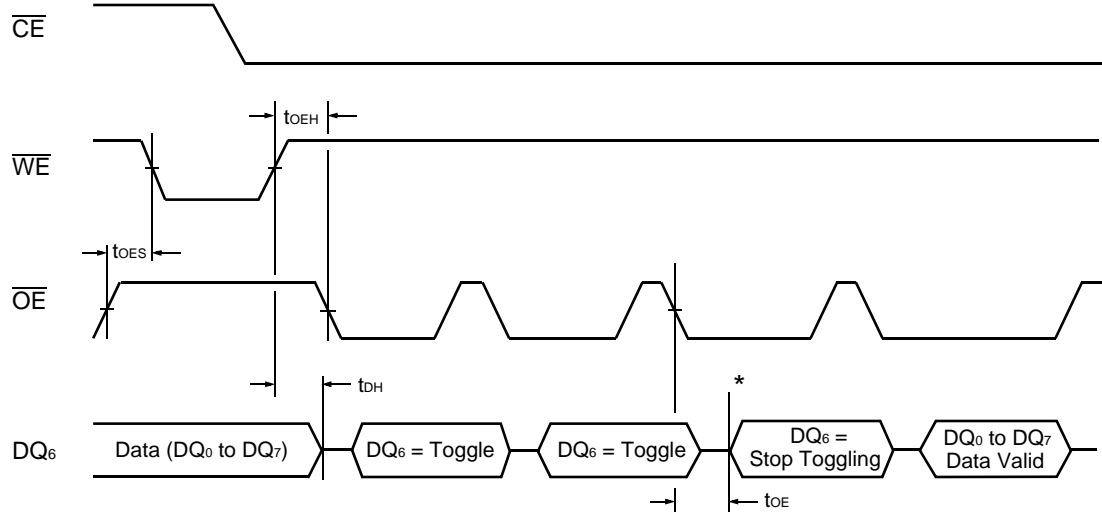 CE
tOEH
WE
tOES
OE
tDH
*
DQ6
Data (DQ0 to DQ7)
DQ6 = Toggle
DQ6 = Toggle
DQ6 =
Stop Toggling
DQ0 to DQ7
Data Valid
tOE